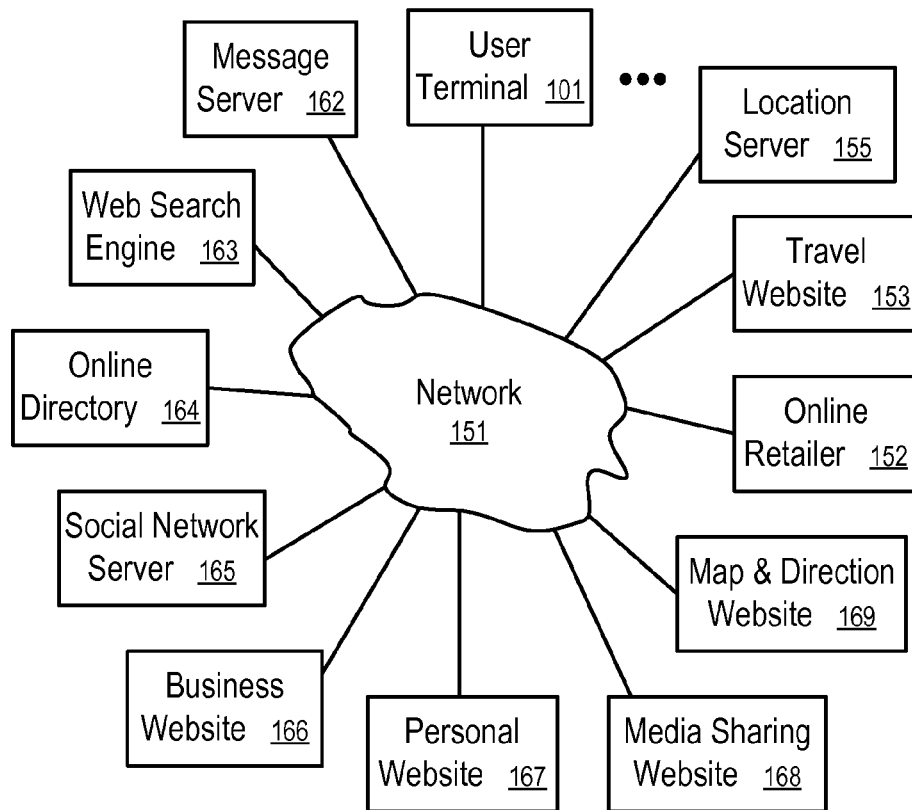 Message
Server 162
User
Terminal 101
•••
Location
Server 155
Web Search
Engine 163
Travel
Website 153
Online
Directory 164
Network
151
Online
Retailer 152
Social Network
Server 165
Map & Direction
Website 169
Business
Website 166
Personal
Website 167
Media Sharing
Website 168